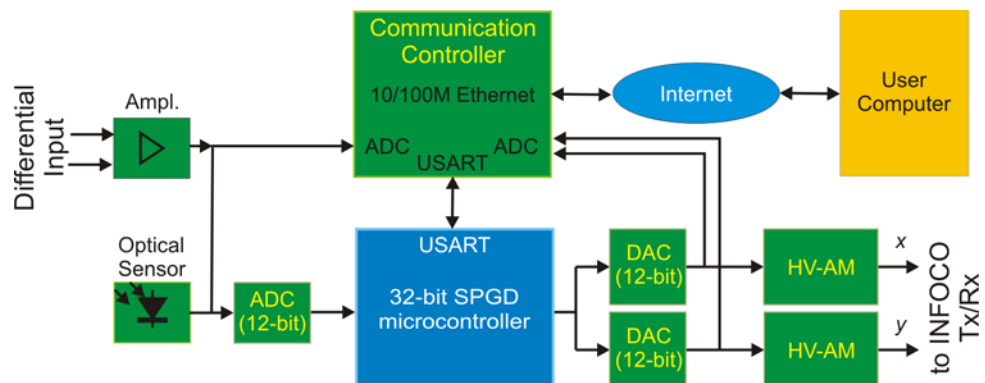 Communication
Controller
10/100M Ethernet
ADC
ADC
USART
Internet
User
Computer
Differential
Input
Ampl.
Optical
Sensor
ADC
(12-bit)
USART
32-bit SPGD
microcontroller
DAC
(12-bit)
DAC
(12-bit)
HV-AM
HV-AM
x
y
to INFOCO
Tx/Rx